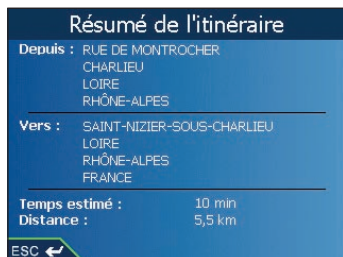 Résumé de l'itinéraire
Depuis : RUE DE MONTROCHER
CHARLIEU
LOIRE
RHÔNE-ALPES
Vers : SAINT-NIZIER-SOUS-CHARLIEU
LOIRE
RHÔNE-ALPES
FRANCE
Temps estimé : 10 min
Distance : 5,5 km
ESC